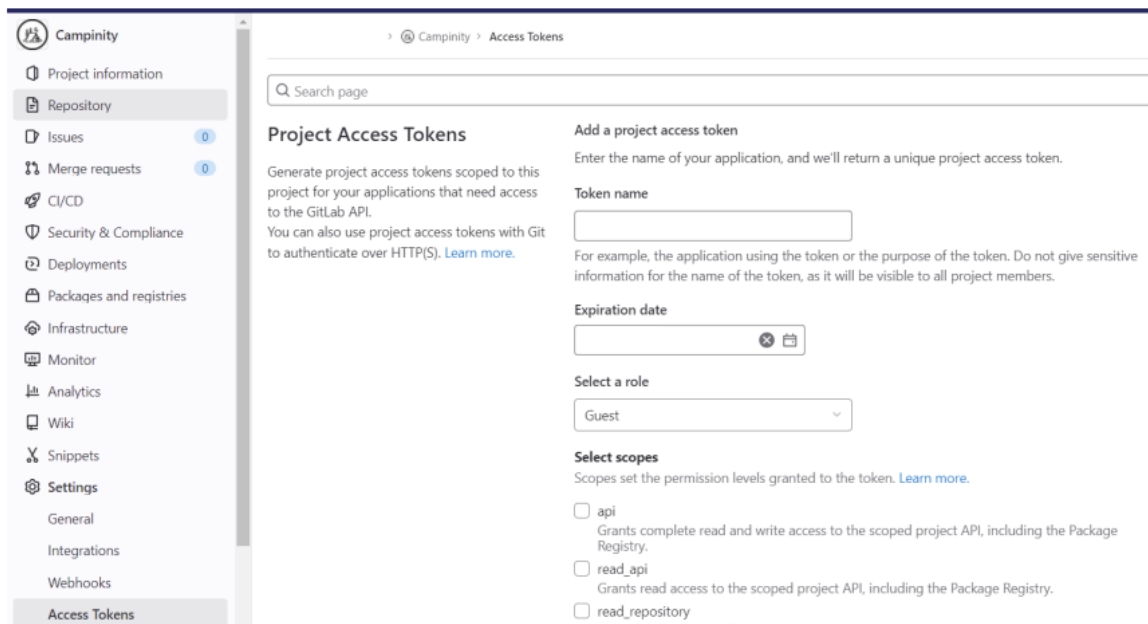 Campinity
Project information
Repository
Issues 0
Merge requests 0
CI/CD
Security & Compliance
Deployments
Packages and registries
Infrastructure
Monitor
Analytics
Wiki
Snippets
Settings
General
Integrations
Webhooks
Access Tokens
> Campinity > Access Tokens
Search page
Project Access Tokens
Generate project access tokens scoped to this
project for your applications that need access
to the GitLab API.
You can also use project access tokens with Git
to authenticate over HTTP(S). Learn more.
Add a project access token
Enter the name of your application, and we'll return a unique project access token.
Token name
For example, the application using the token or the purpose of the token. Do not give sensitive
information for the name of the token, as it will be visible to all project members.
Expiration date
Select a role
Guest
Select scopes
Scopes set the permission levels granted to the token. Learn more.
api
Grants complete read and write access to the scoped project API, including the Package
Registry.
read_api
Grants read access to the scoped project API, including the Package Registry.
read_repository